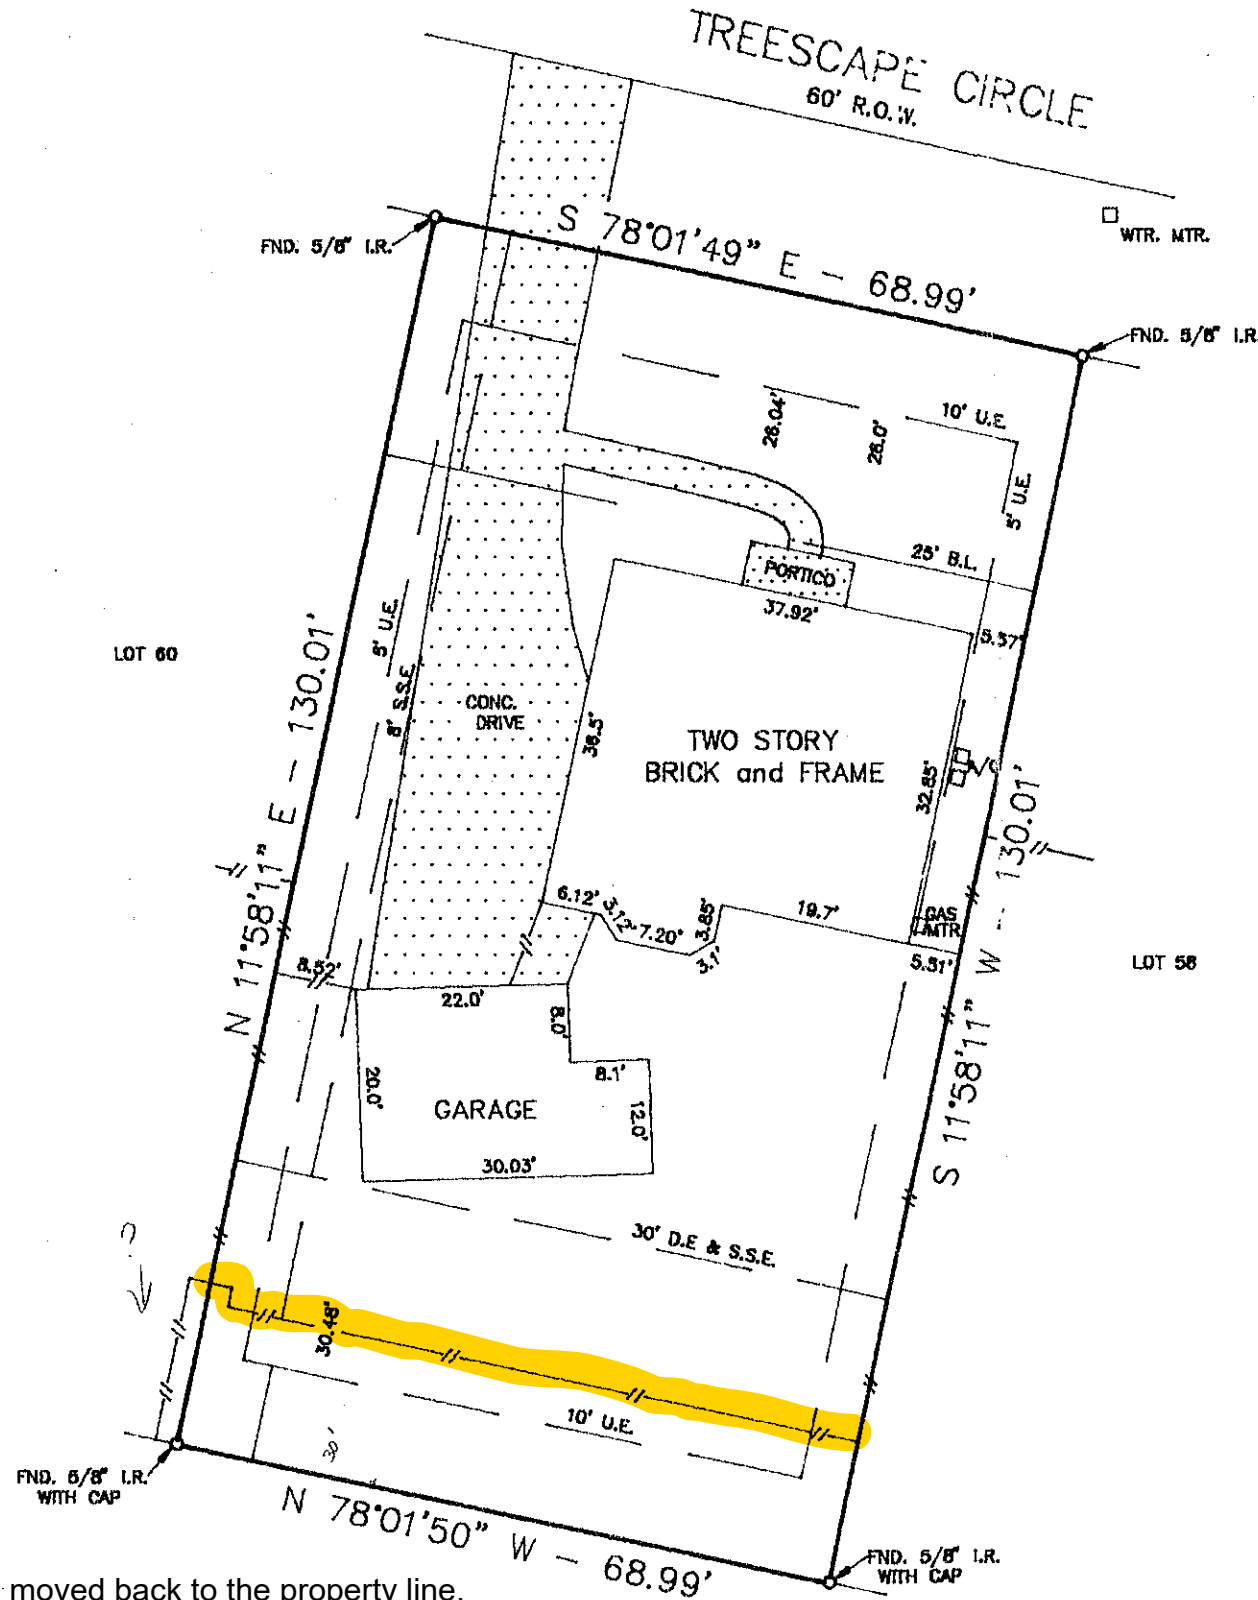 TREESCAPE CIRCLE
60' R.O.W.
WTR. MTR.
FND. 5/8" I.R.
S 78°01'49" E - 68.99'
FND. 5/8" I.R
10' U.E.
26.04'
26.0'
5' U.E.
25' B.L.
PORTICO
37.92'
5.37'
LOT 60
N 11°58'11" E - 130.01'
5' U.E.
8' S.S.E.
CONC.
DRIVE
38.5'
TWO STORY
BRICK and FRAME
32.85'
A/C
S 11°58'11" W - 130.01'
6.12'
3.12'
7.20'
3.1'
3.85'
19.7'
GAS
MTR
5.31'
LOT 58
8.52'
22.0'
8.0'
8.1'
20.0'
GARAGE
12.0'
30.03'
30' D.E & S.S.E.
?
30.48'
10' U.E.
30'
FND. 5/8" I.R.
WITH CAP
N 78°01'50" W - 68.99'
FND. 5/8" I.R.
WITH CAP
moved back to the property line.